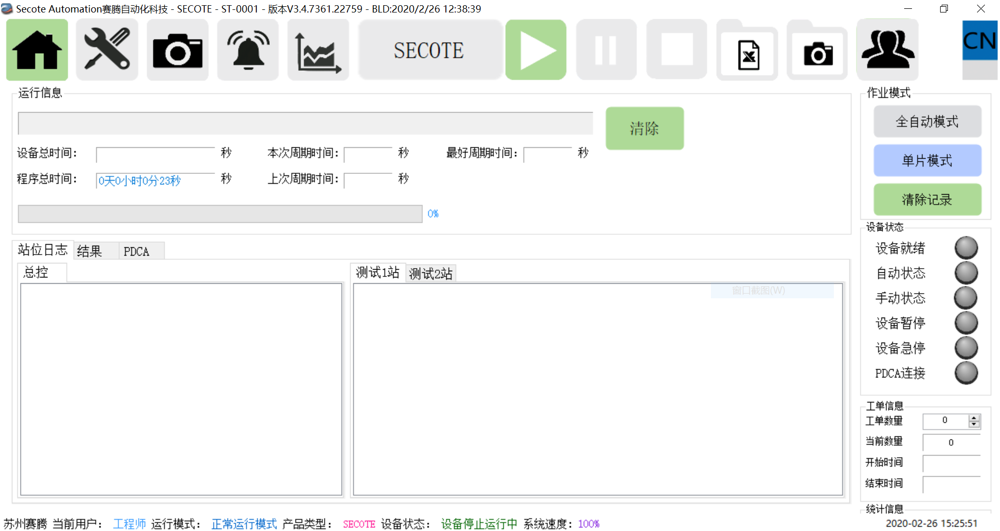 Secote Automation赛腾自动化科技 - SECOTE - ST-0001 - 版本V3.4.7361.22759 - BLD:2020/2/26 12:38:39
SECOTE
CN
运行信息
清除
设备总时间： 秒 本次周期时间： 秒 最好周期时间： 秒
程序总时间： 0天0小时0分23秒 秒 上次周期时间： 秒
0%
作业模式
全自动模式
单片模式
清除记录
站位日志 结果 PDCA
总控
测试1站 测试2站
窗口截图(W)
设备状态
设备就绪
自动状态
手动状态
设备暂停
设备急停
PDCA连接
工单信息
工单数量 0
当前数量 0
开始时间
结束时间
统计信息
苏州赛腾 当前用户： 工程师 运行模式： 正常运行模式 产品类型： SECOTE 设备状态： 设备停止运行中 系统速度： 100%
2020-02-26 15:25:51